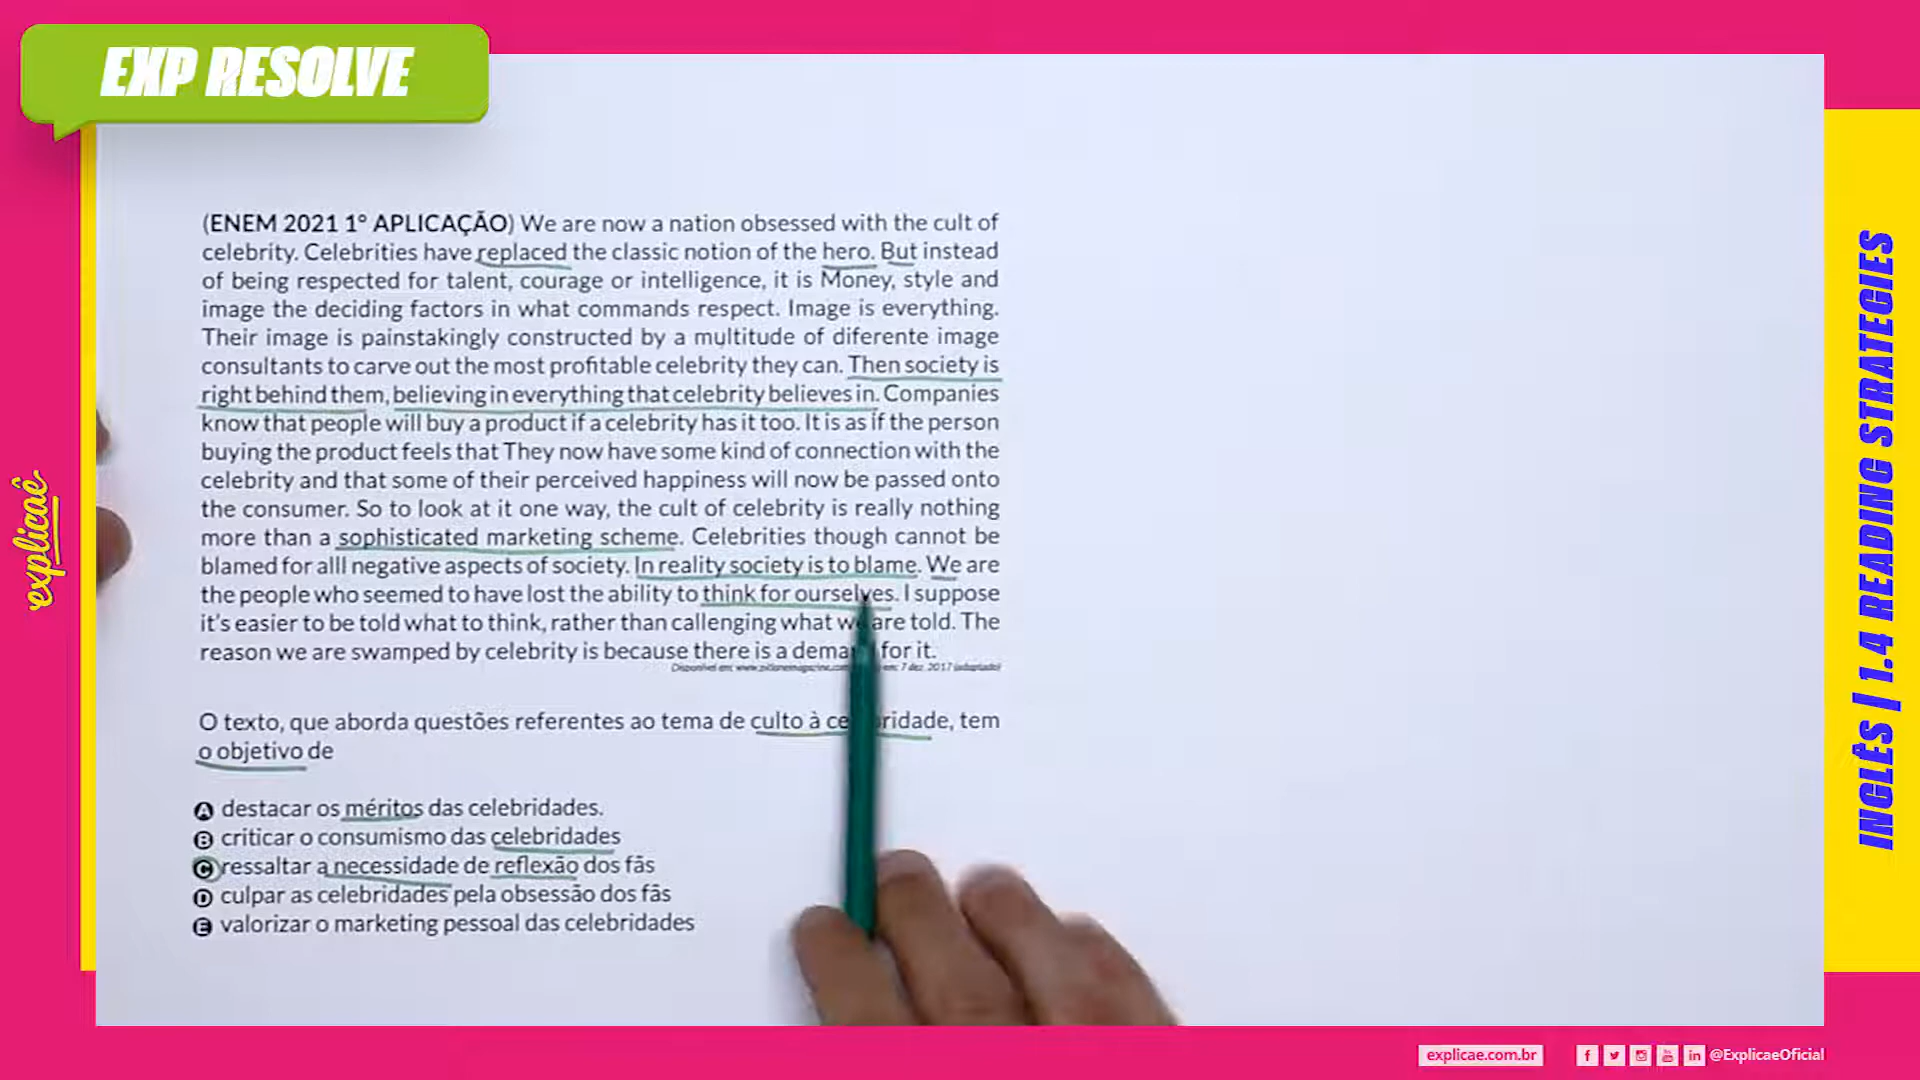 EXP RESOLVE
(ENEM 2021 1° APLICAÇÃO) We are now a nation obsessed with the cult of
celebrity. Celebrities have replaced the classic notion of the hero. But instead
of being respected for talent, courage or intelligence, it is Money, style and
image the deciding factors in what commands respect. Image is everything.
Their image is painstakingly constructed by a multitude of diferente image
consultants to carve out the most profitable celebrity they can. Then society is
right behind them, believing in everything that celebrity believes in. Companies
know that people will buy a product if a celebrity has it too. It is as if the person
buying the product feels that They now have some kind of connection with the
celebrity and that some of their perceived happiness will now be passed onto
the consumer. So to look at it one way, the cult of celebrity is really nothing
more than a sophisticated marketing scheme. Celebrities though cannot be
blamed for alll negative aspects of society. In reality society is to blame. We are
the people who seemed to have lost the ability to think for ourselves. I suppose
it's easier to be told what to think, rather than callenging what we are told. The
reason we are swamped by celebrity is because there is a dema for it.
Disponível em: 7 dez. 2017 (adaptado)
O texto, que aborda questões referentes ao tema de culto à ce ridade, tem
o objetivo de
A destacar os méritos das celebridades.
B criticar o consumismo das celebridades
C ressaltar a necessidade de reflexão dos fãs
D culpar as celebridades pela obsessão dos fãs
E valorizar o marketing pessoal das celebridades
explicaê
INGLÊS | 1.4 READING STRATEGIES
explicae.com.br
@ExplicaeOficial